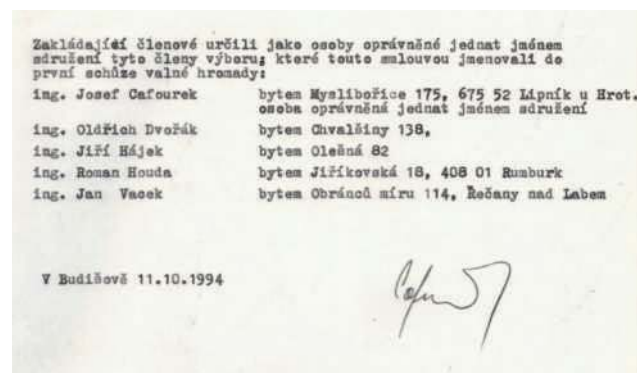 Zakládající členové určili jako osoby oprávněné jednat jménem
sdružení tyto členy výboru; které touto smlouvou jmenovali do
první schůze valné hromady:
ing. Josef Cafourek bytem Myslibořice 175, 675 52 Lipník u Hrot.
osoba oprávněná jednat jménem sdružení
ing. Oldřich Dvořák bytem Chvalšiny 138,
ing. Jiří Hájek bytem Olešná 82
ing. Roman Houda bytem Jiříkovská 18, 408 01 Rumburk
ing. Jan Vacek bytem Obránců míru 114, Řečany nad Labem
V Budišově 11.10.1994